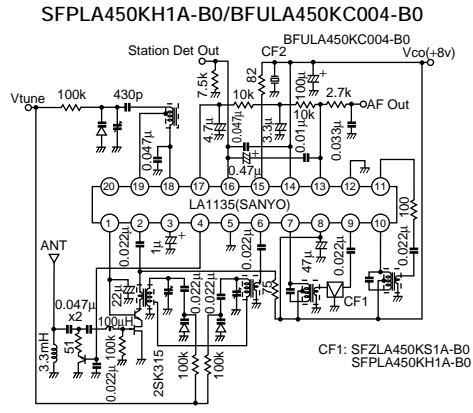 SFPLA450KH1A-B0/BFULA450KC004-B0
BFULA450KC004-B0
Station Det Out
CF2
Vco(+8v)
7.5k
82
100µ
Vtune
100k
430p
10k
2.7k
10k
AF Out
0.047µ
4.7µ
0.047µ
3.3µ
0.01µ
0.033µ
0.47µ
20 19 18 17 16 15 14 13 12 11
LA1135(SANYO)
1 2 3 4 5 6 7 8 9 10
100
ANT
0.022µ
1µ
0.022µ
0.022µ
0.022µ
47µ
0.022µ
22µ
0.022µ
0.022µ
75
0.047µ
x2
100µH
CF1
3.3mH
51
100k
0.022µ
2SK315
100k
100k
CF1: SFZLA450KS1A-B0
SFPLA450KH1A-B0